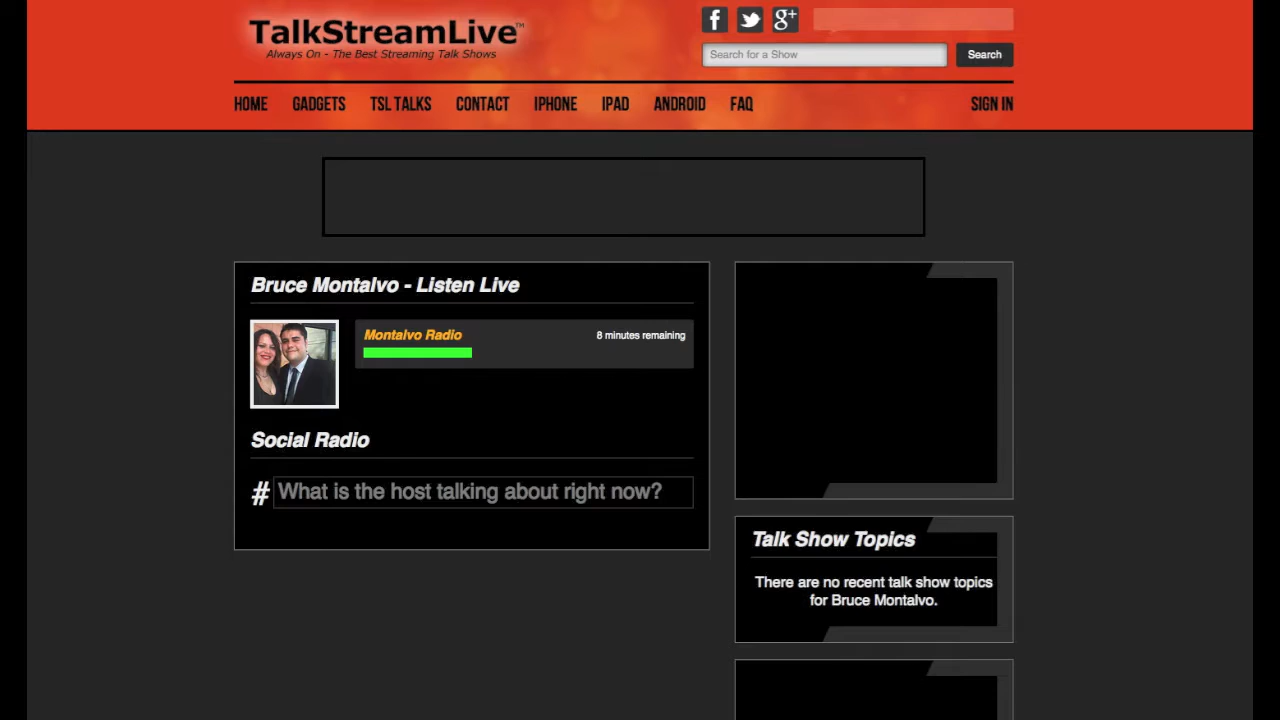 TalkStreamLive™
Always On - The Best Streaming Talk Shows
f
g+
Search for a Show
Search
HOME GADGETS TSL TALKS CONTACT IPHONE IPAD ANDROID FAQ SIGN IN
Bruce Montalvo - Listen Live
Montalvo Radio 8 minutes remaining
Social Radio
# What is the host talking about right now?
Talk Show Topics
There are no recent talk show topics
for Bruce Montalvo.